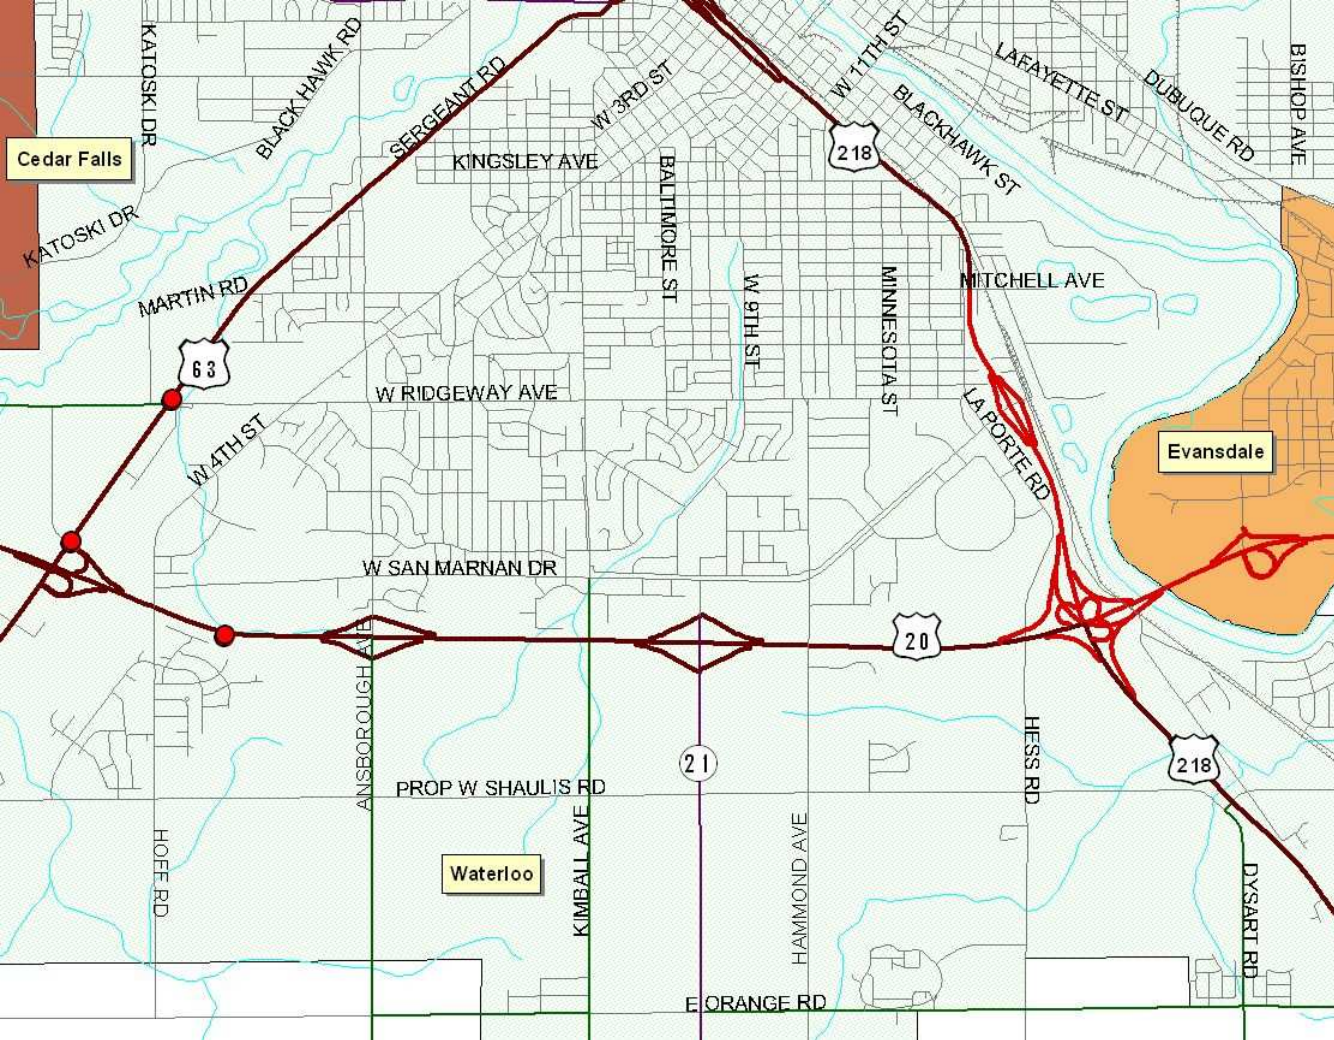 KATOSKI DR
BLACK HAWK RD
SERGEANT RD
W 3RD ST
W 11TH ST
LAFAYETTE ST
DUBUQUE RD
BISHOP AVE
Cedar Falls
KINGSLEY AVE
BALTIMORE ST
218
BLACKHAWK ST
KATOSKI DR
MARTIN RD
W 9TH ST
MINNESOTA ST
MITCHELL AVE
63
W RIDGEWAY AVE
W 4TH ST
LA PORTE RD
Evansdale
W SAN MARNAN DR
20
ANSBOROUGH AVE
21
HESS RD
218
PROP W SHAULIS RD
HOFF RD
Waterloo
KIMBALL AVE
HAMMOND AVE
DYSART RD
E ORANGE RD